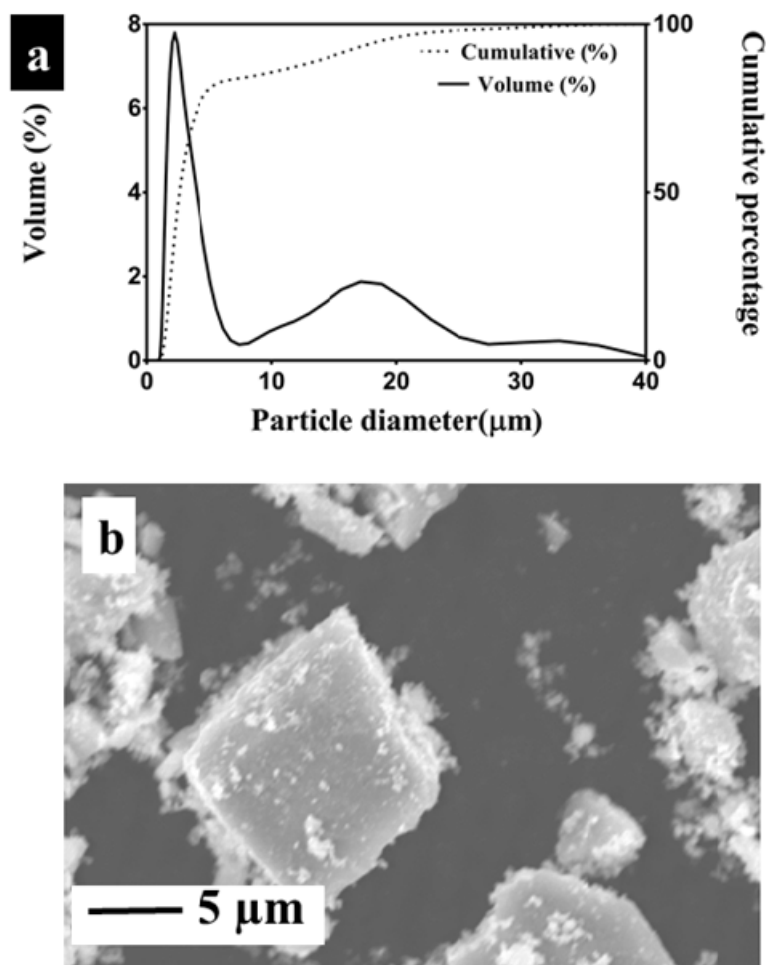 a
Volume (%)
8
6
4
2
0
Cumulative (%)
Volume (%)
100
50
0
Cumulative percentage
0 10 20 30 40
Particle diameter(μm)
b
5 μm